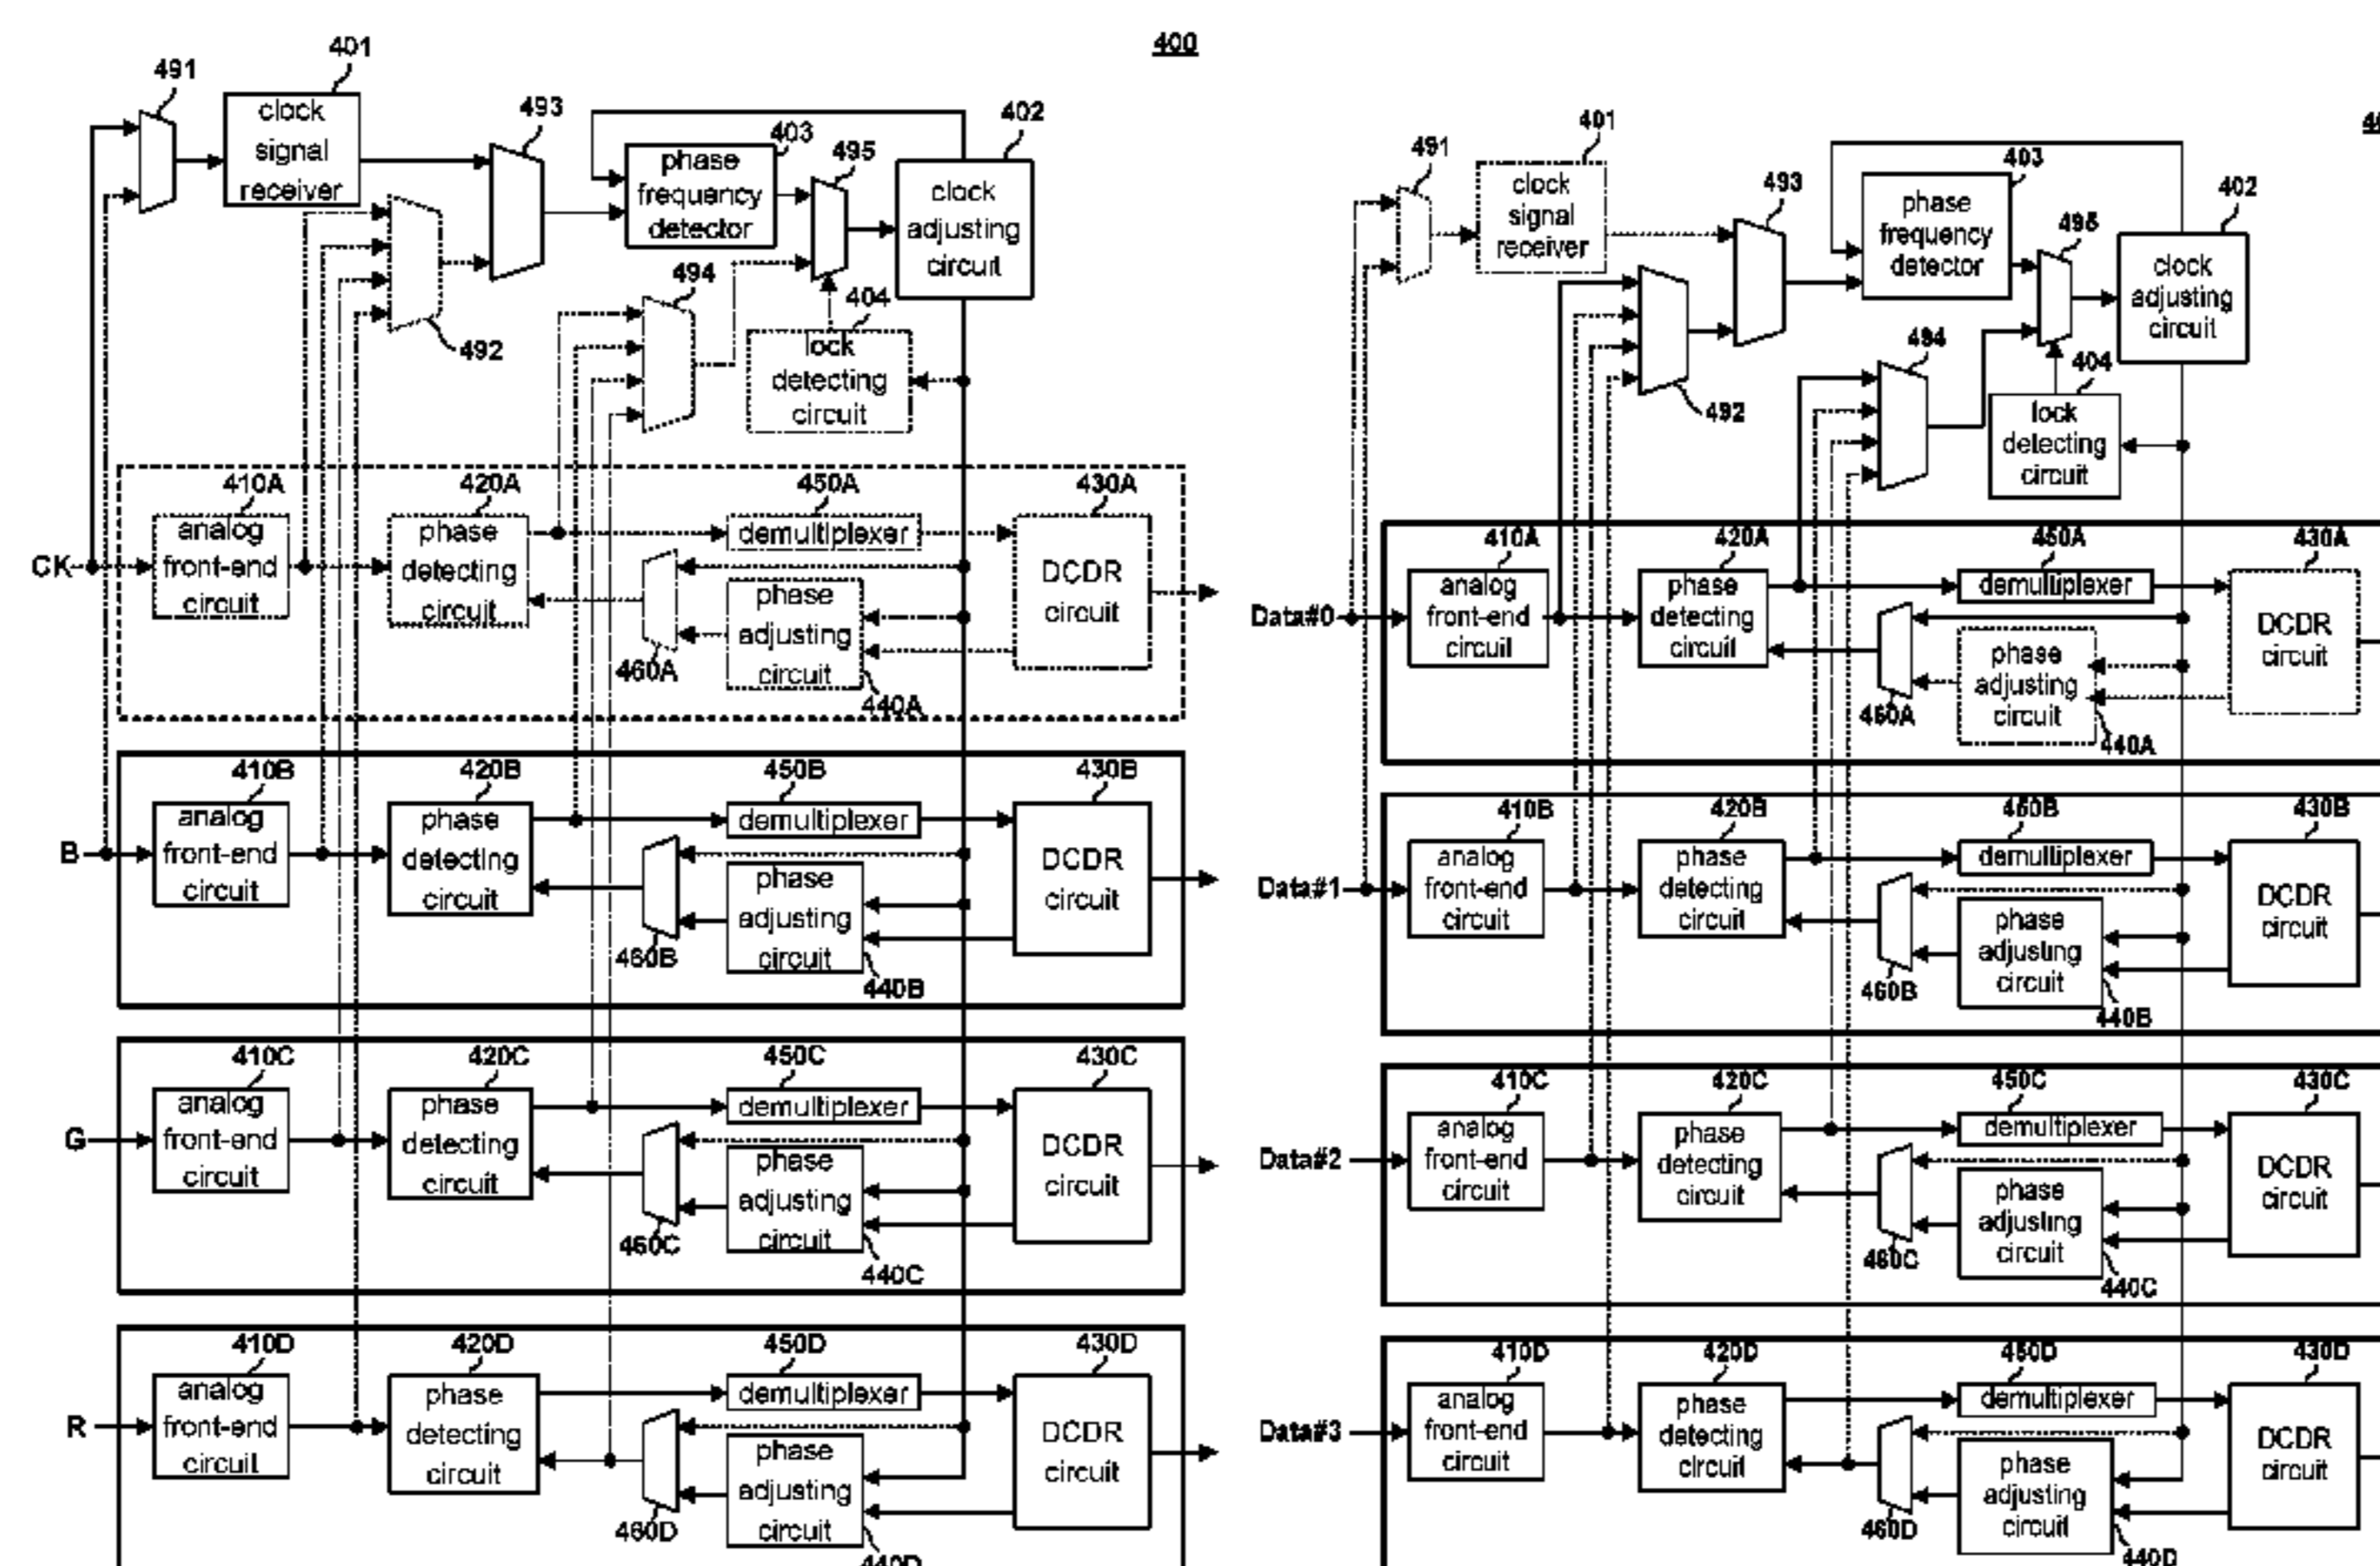 400
491
401
clock
signal
receiver
493
492
403
phase
frequency
detector
495
402
clock
adjusting
circuit
494
404
lock
detecting
circuit
CK
410A
analog
front-end
circuit
420A
phase
detecting
circuit
450A
demultiplexer
460A
phase
adjusting
circuit
440A
430A
DCDR
circuit
B
410B
analog
front-end
circuit
420B
phase
detecting
circuit
450B
demultiplexer
460B
phase
adjusting
circuit
440B
430B
DCDR
circuit
G
410C
analog
front-end
circuit
420C
phase
detecting
circuit
450C
demultiplexer
460C
phase
adjusting
circuit
440C
430C
DCDR
circuit
R
410D
analog
front-end
circuit
420D
phase
detecting
circuit
450D
demultiplexer
460D
phase
adjusting
circuit
440D
430D
DCDR
circuit
491
401
clock
signal
receiver
493
492
403
phase
frequency
detector
495
402
clock
adjusting
circuit
494
404
lock
detecting
circuit
Data#0
410A
analog
front-end
circuit
420A
phase
detecting
circuit
450A
demultiplexer
460A
phase
adjusting
circuit
440A
430A
DCDR
circuit
Data#1
410B
analog
front-end
circuit
420B
phase
detecting
circuit
450B
demultiplexer
460B
phase
adjusting
circuit
440B
430B
DCDR
circuit
Data#2
410C
analog
front-end
circuit
420C
phase
detecting
circuit
450C
demultiplexer
460C
phase
adjusting
circuit
440C
430C
DCDR
circuit
Data#3
410D
analog
front-end
circuit
420D
phase
detecting
circuit
450D
demultiplexer
460D
phase
adjusting
circuit
440D
430D
DCDR
circuit